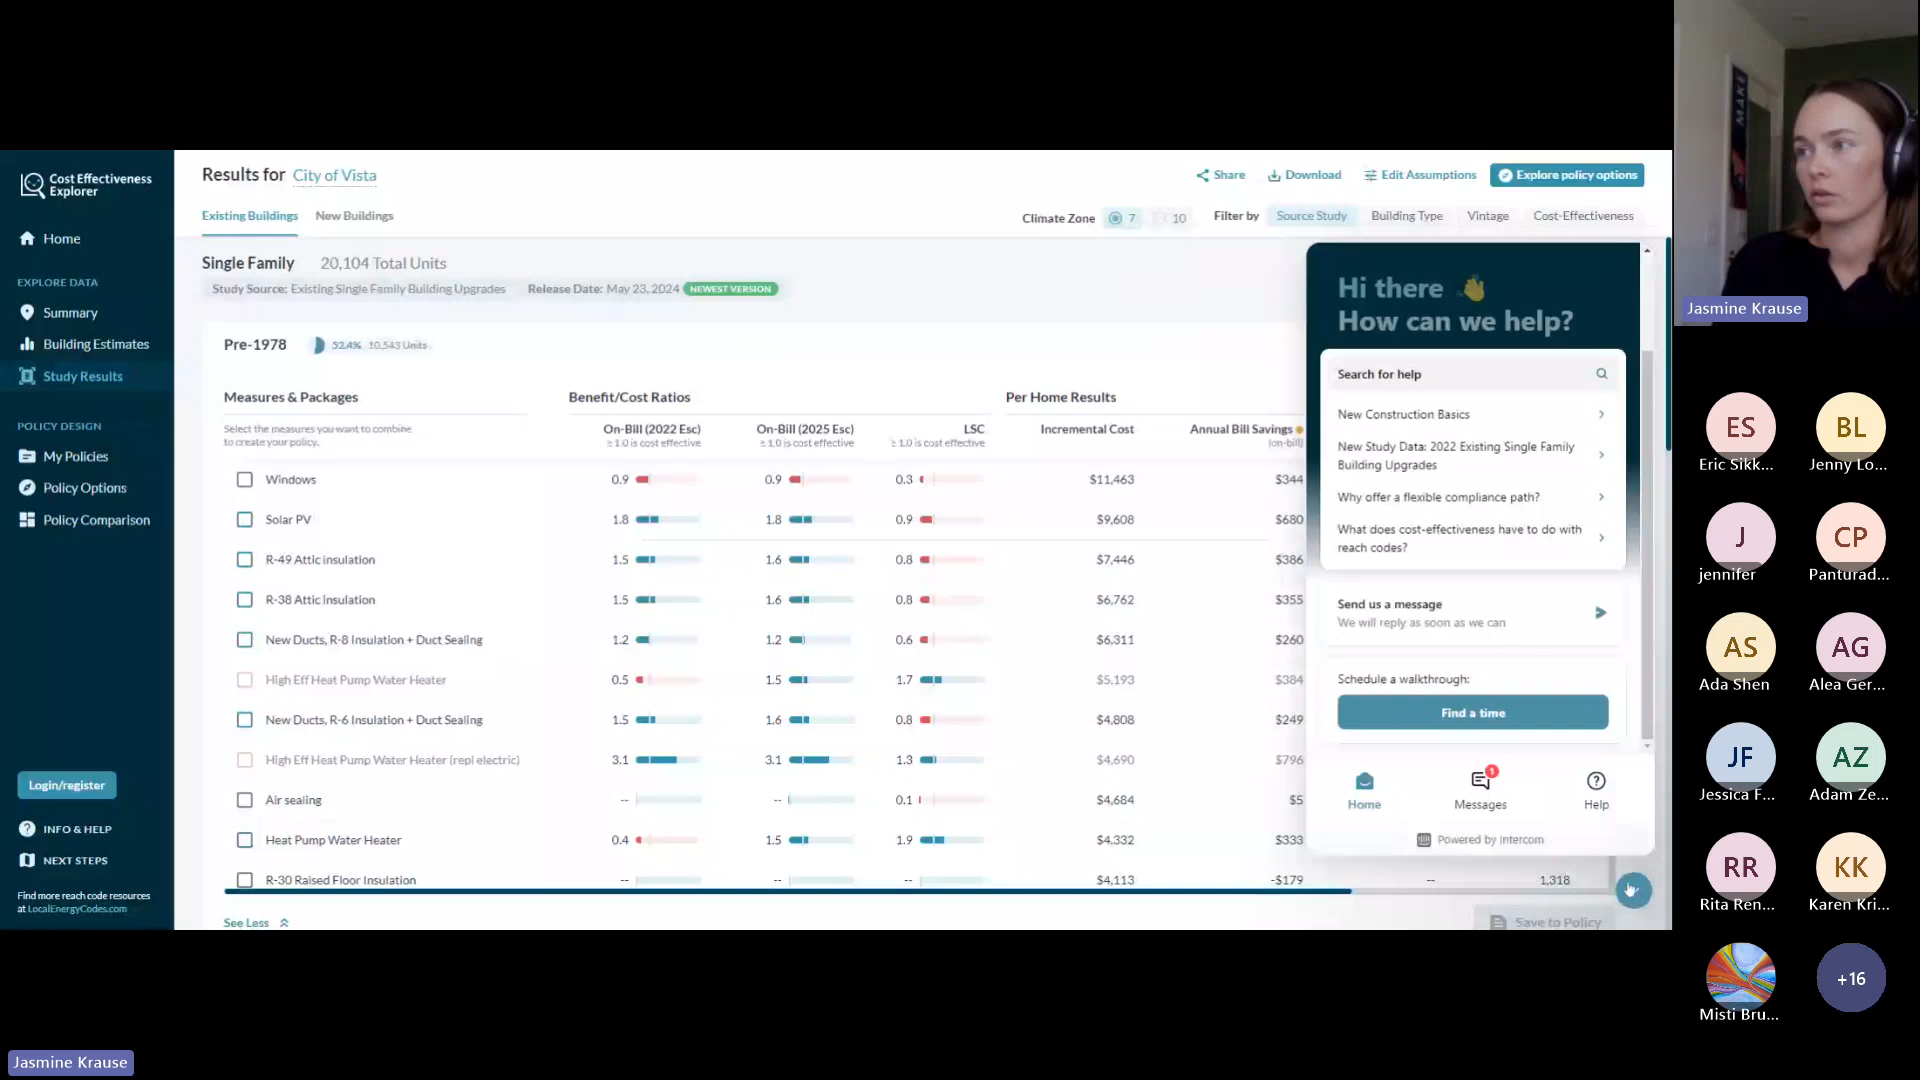 Cost Effectiveness
Explorer
Home
EXPLORE DATA
Summary
Building Estimates
Study Results
POLICY DESIGN
My Policies
Policy Options
Policy Comparison
Login/register
INFO & HELP
NEXT STEPS
Find more reach code resources
at LocalEnergyCodes.com
Results for City of Vista
Share Download Edit Assumptions Explore policy options
Existing Buildings New Buildings
Climate Zone 7 10 Filter by Source Study Building Type Vintage Cost-Effectiveness
Single Family 20,104 Total Units
Study Source: Existing Single Family Building Upgrades Release Date: May 23, 2024 NEWEST VERSION
Pre-1978 52.4% 10,543 Units
Measures & Packages Benefit/Cost Ratios Per Home Results
Select the measures you want to combine
to create your policy.
On-Bill (2022 Esc) On-Bill (2025 Esc) LSC Incremental Cost Annual Bill Savings
≥ 1.0 is cost effective ≥ 1.0 is cost effective ≥ 1.0 is cost effective (on-bill)
Windows 0.9 0.9 0.3 $11,463 $344
Solar PV 1.8 1.8 0.9 $9,608 $680
R-49 Attic insulation 1.5 1.6 0.8 $7,446 $386
R-38 Attic Insulation 1.5 1.6 0.8 $6,762 $355
New Ducts, R-8 Insulation + Duct Sealing 1.2 1.2 0.6 $6,311 $260
High Eff Heat Pump Water Heater 0.5 1.5 1.7 $5,193 $384
New Ducts, R-6 Insulation + Duct Sealing 1.5 1.6 0.8 $4,808 $249
High Eff Heat Pump Water Heater (repl electric) 3.1 3.1 1.3 $4,690 $796
Air sealing -- -- 0.1 $4,684 $5
Heat Pump Water Heater 0.4 1.5 1.9 $4,332 $333
R-30 Raised Floor Insulation -- -- -- $4,113 -$179 -- 1,318
See Less
Save to Policy
Hi there 👋
How can we help?
Search for help
New Construction Basics
New Study Data: 2022 Existing Single Family
Building Upgrades
Why offer a flexible compliance path?
What does cost-effectiveness have to do with
reach codes?
Send us a message
We will reply as soon as we can
Schedule a walkthrough:
Find a time
1
Home Messages Help
Powered by Intercom
MAKE
Jasmine Krause
ES BL
Eric Sikk... Jenny Lo...
J CP
jennifer Panturad...
AS AG
Ada Shen Alea Ger...
JF AZ
Jessica F... Adam Ze...
RR KK
Rita Ren... Karen Kri...
+16
Misti Bru...
Jasmine Krause